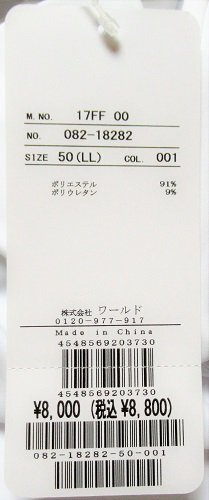 M.NO. 17FF 00
NO. 082-18282
SIZE 50(LL) COL. 001
ポリエステル 91%
ポリウレタン 9%
株式会社 ワールド
0120-977-917
Made in China
4548569203730
4548569203730
¥8,000 (税込 ¥8,800)
082-18282-50-001